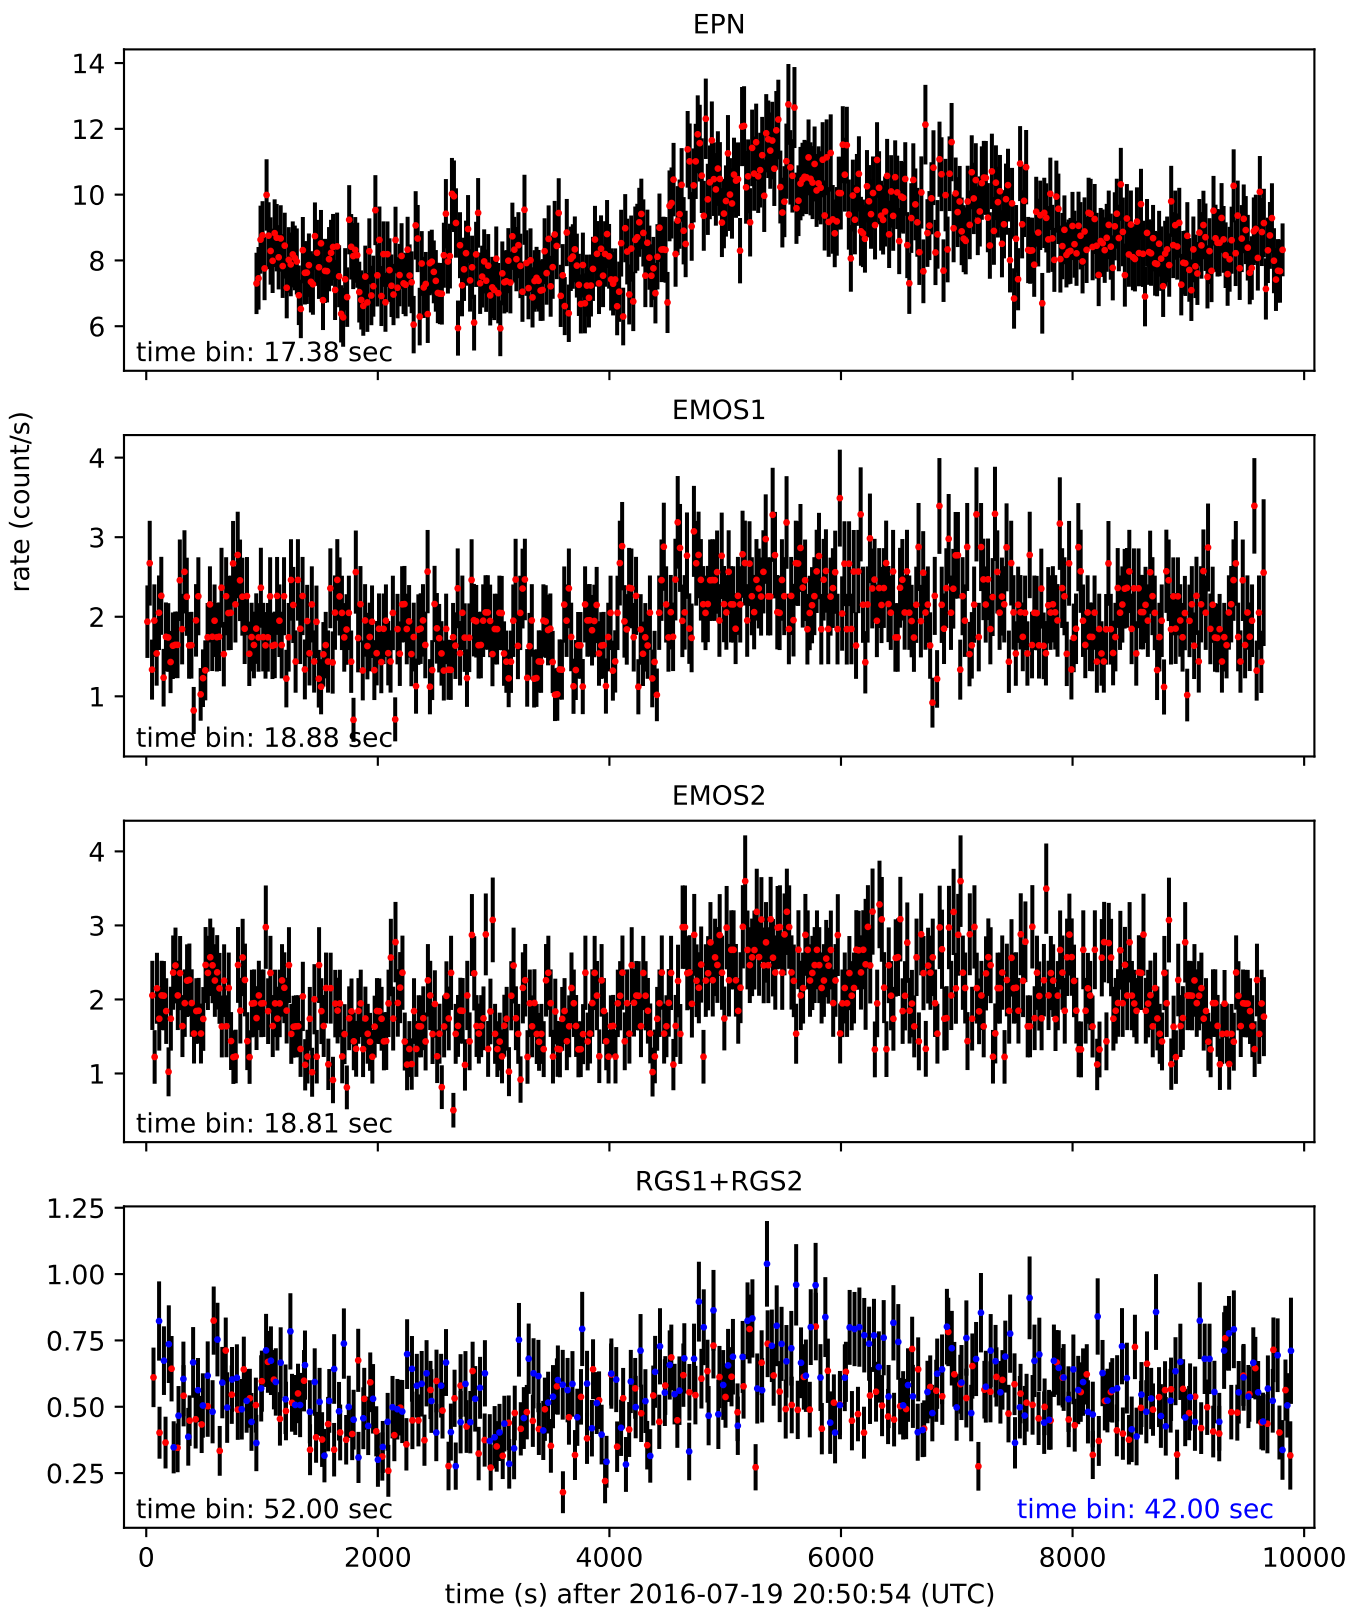 EPN
14
12
10
8
6
time bin: 17.38 sec
EMOS1
rate (count/s)
4
3
2
1
time bin: 18.88 sec
EMOS2
4
3
2
1
time bin: 18.81 sec
RGS1+RGS2
1.25
1.00
0.75
0.50
0.25
time bin: 52.00 sec
time bin: 42.00 sec
0 2000 4000 6000 8000 10000
time (s) after 2016-07-19 20:50:54 (UTC)